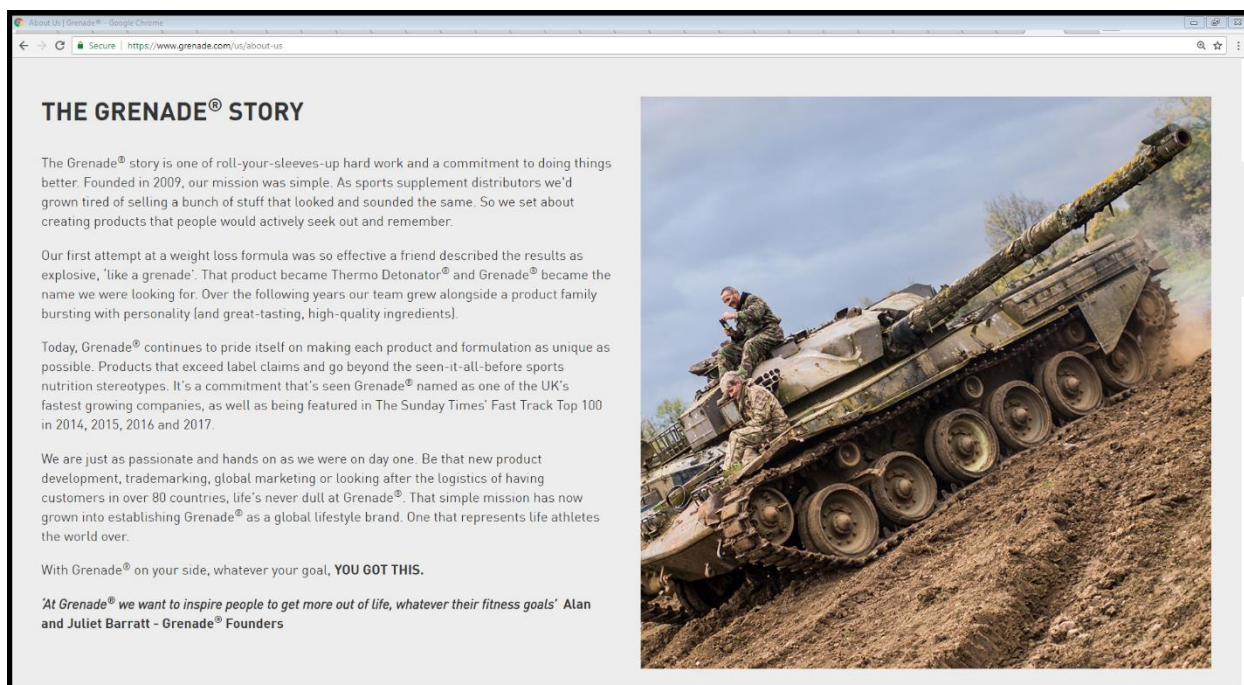 About Us | Grenade® - Google Chrome
Secure | https://www.grenade.com/us/about-us
THE GRENADE® STORY
The Grenade® story is one of roll-your-sleeves-up hard work and a commitment to doing things
better. Founded in 2009, our mission was simple. As sports supplement distributors we'd
grown tired of selling a bunch of stuff that looked and sounded the same. So we set about
creating products that people would actively seek out and remember.
Our first attempt at a weight loss formula was so effective a friend described the results as
explosive, 'like a grenade'. That product became Thermo Detonator® and Grenade® became the
name we were looking for. Over the following years our team grew alongside a product family
bursting with personality (and great-tasting, high-quality ingredients).
Today, Grenade® continues to pride itself on making each product and formulation as unique as
possible. Products that exceed label claims and go beyond the seen-it-all-before sports
nutrition stereotypes. It's a commitment that's seen Grenade® named as one of the UK's
fastest growing companies, as well as being featured in The Sunday Times' Fast Track Top 100
in 2014, 2015, 2016 and 2017.
We are just as passionate and hands on as we were on day one. Be that new product
development, trademarking, global marketing or looking after the logistics of having
customers in over 80 countries, life's never dull at Grenade®. That simple mission has now
grown into establishing Grenade® as a global lifestyle brand. One that represents life athletes
the world over.
With Grenade® on your side, whatever your goal, YOU GOT THIS.
'At Grenade® we want to inspire people to get more out of life, whatever their fitness goals' Alan
and Juliet Barratt - Grenade® Founders